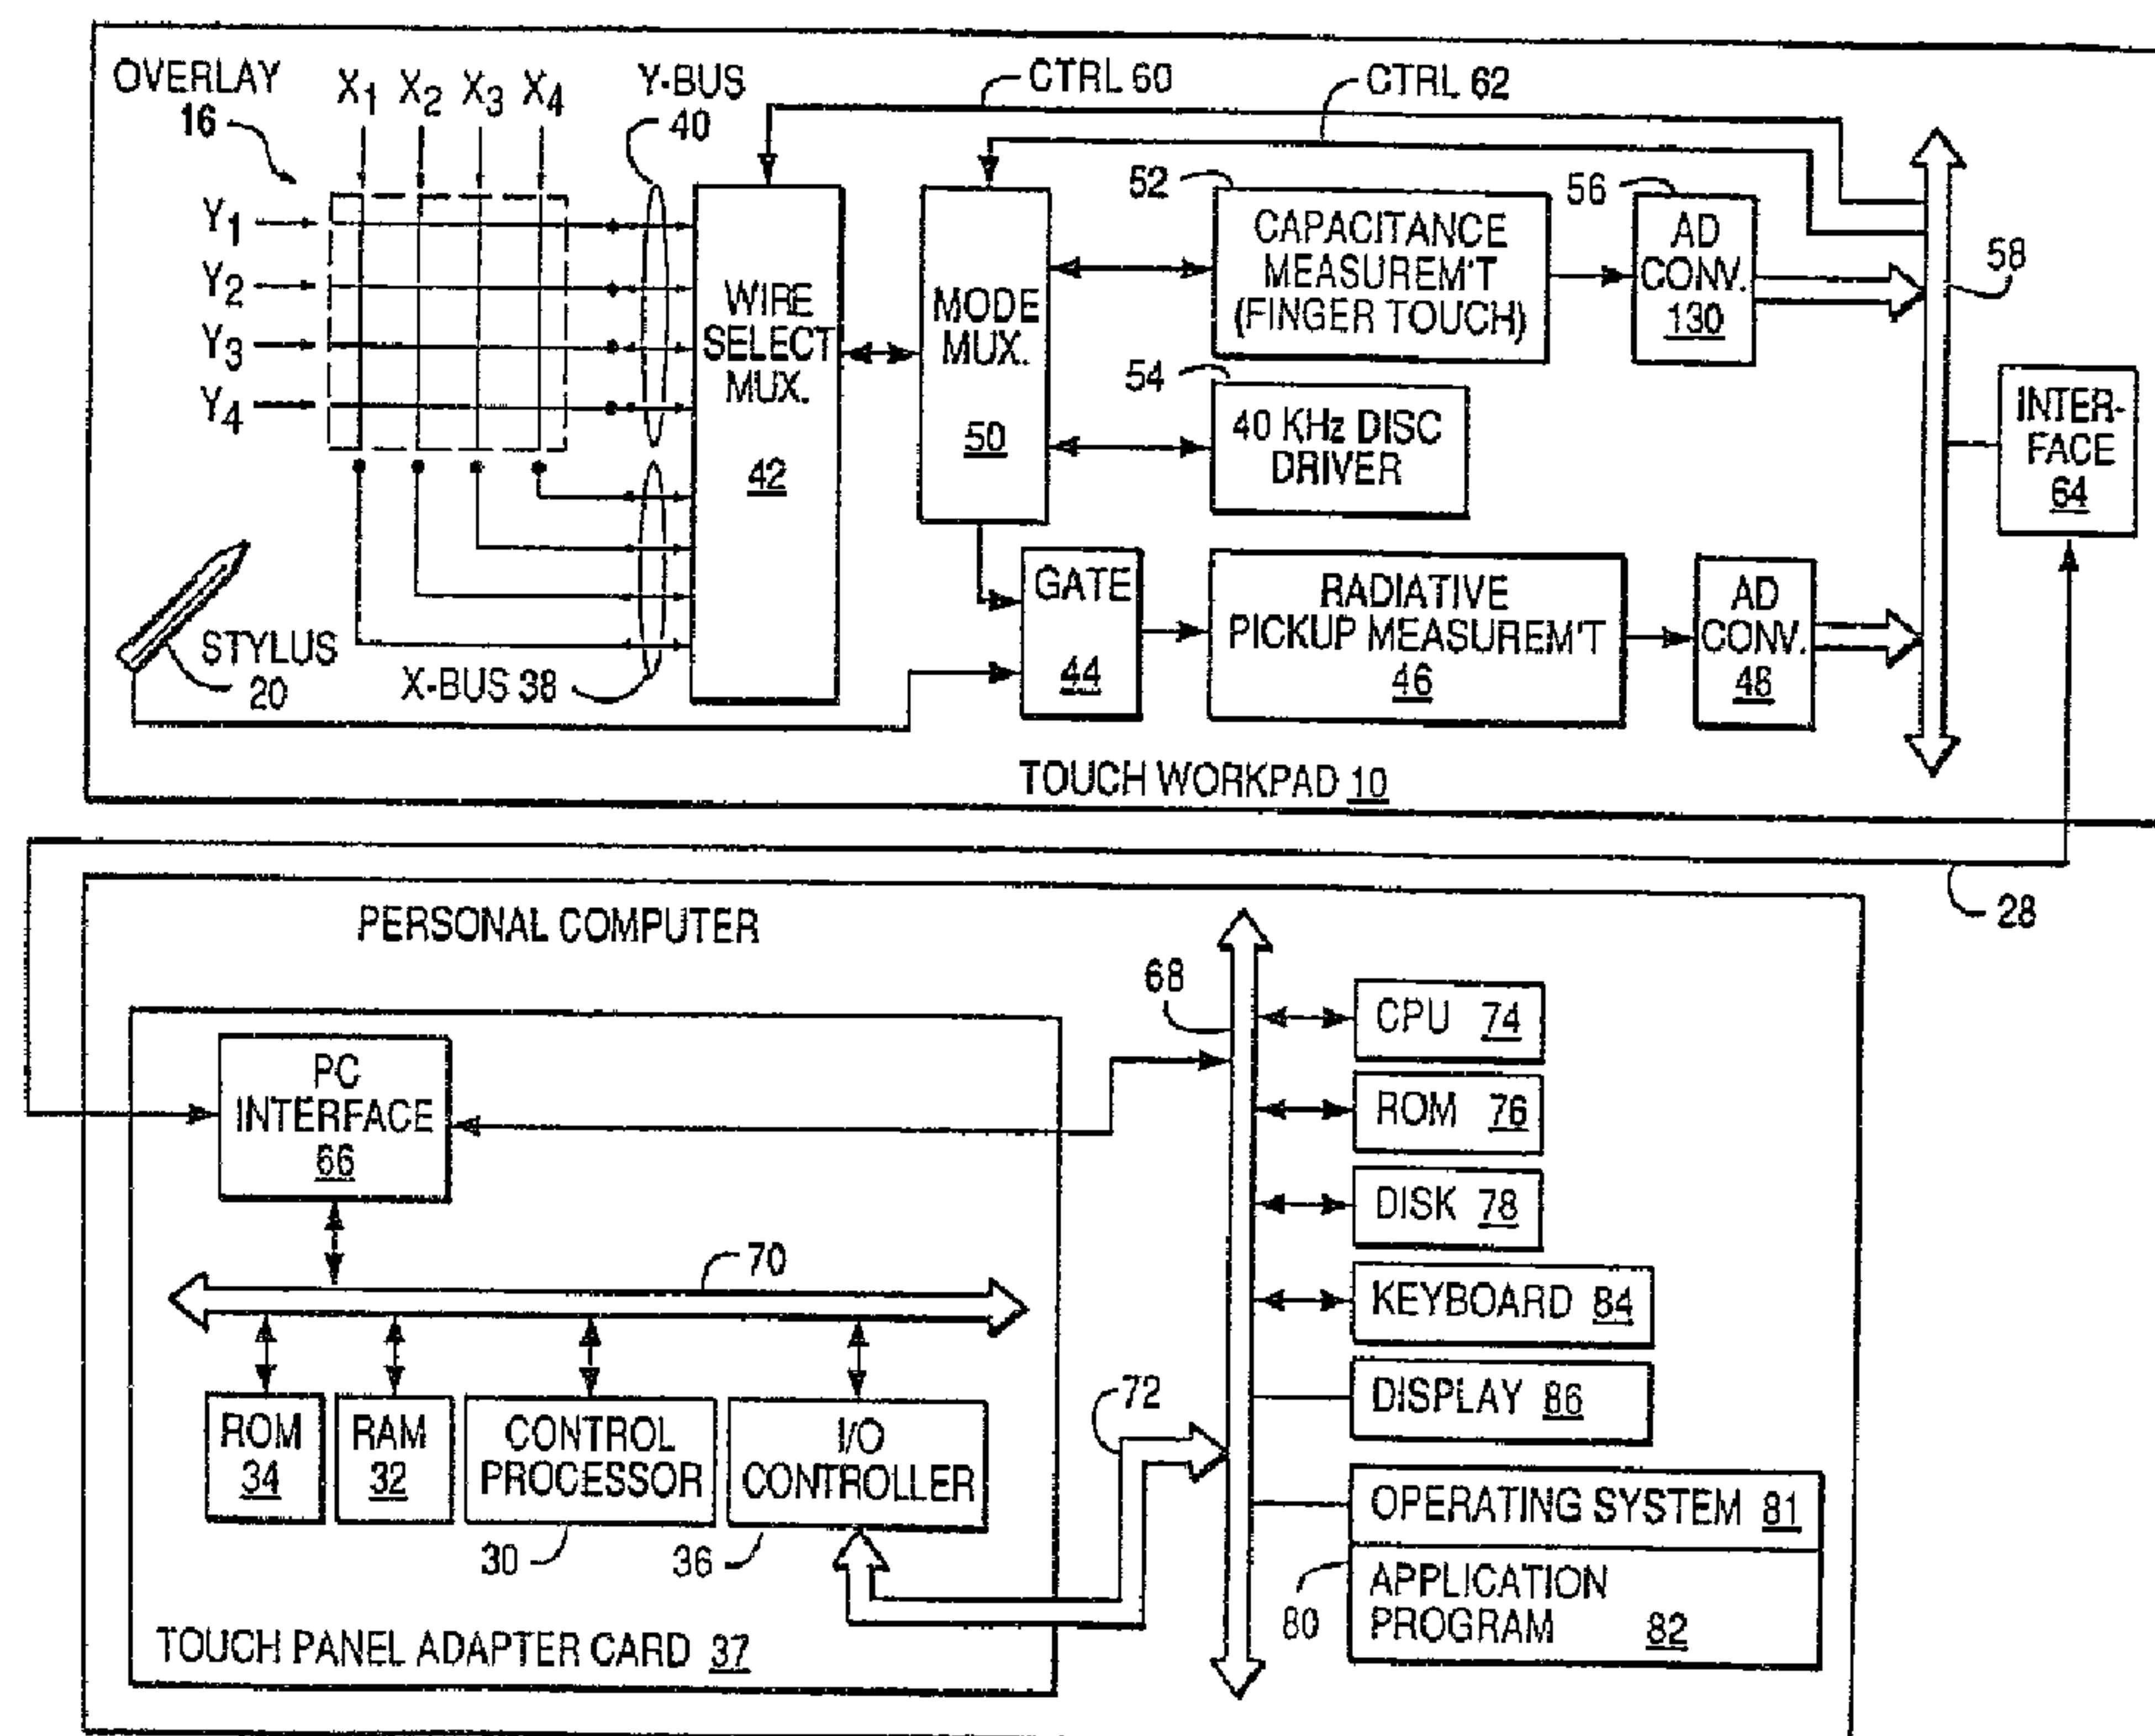 OVERLAY
16
X1 X2 X3 X4
Y-BUS
40
CTRL 60
CTRL 62
Y1
Y2
Y3
Y4
WIRE
SELECT
MUX.
42
MODE
MUX.
50
52
CAPACITANCE
MEASUREM'T
(FINGER TOUCH)
56
AD
CONV.
130
58
54
40 KHz DISC
DRIVER
INTER-
FACE
64
GATE
44
RADIATIVE
PICKUP MEASUREM'T
46
AD
CONV.
48
STYLUS
20
X-BUS 38
TOUCH WORKPAD 10
28
PERSONAL COMPUTER
PC
INTERFACE
66
68
CPU 74
ROM 76
DISK 78
KEYBOARD 84
DISPLAY 86
OPERATING SYSTEM 81
80
APPLICATION
PROGRAM 82
70
72
ROM
34
RAM
32
CONTROL
PROCESSOR
30
I/O
CONTROLLER
36
TOUCH PANEL ADAPTER CARD 37